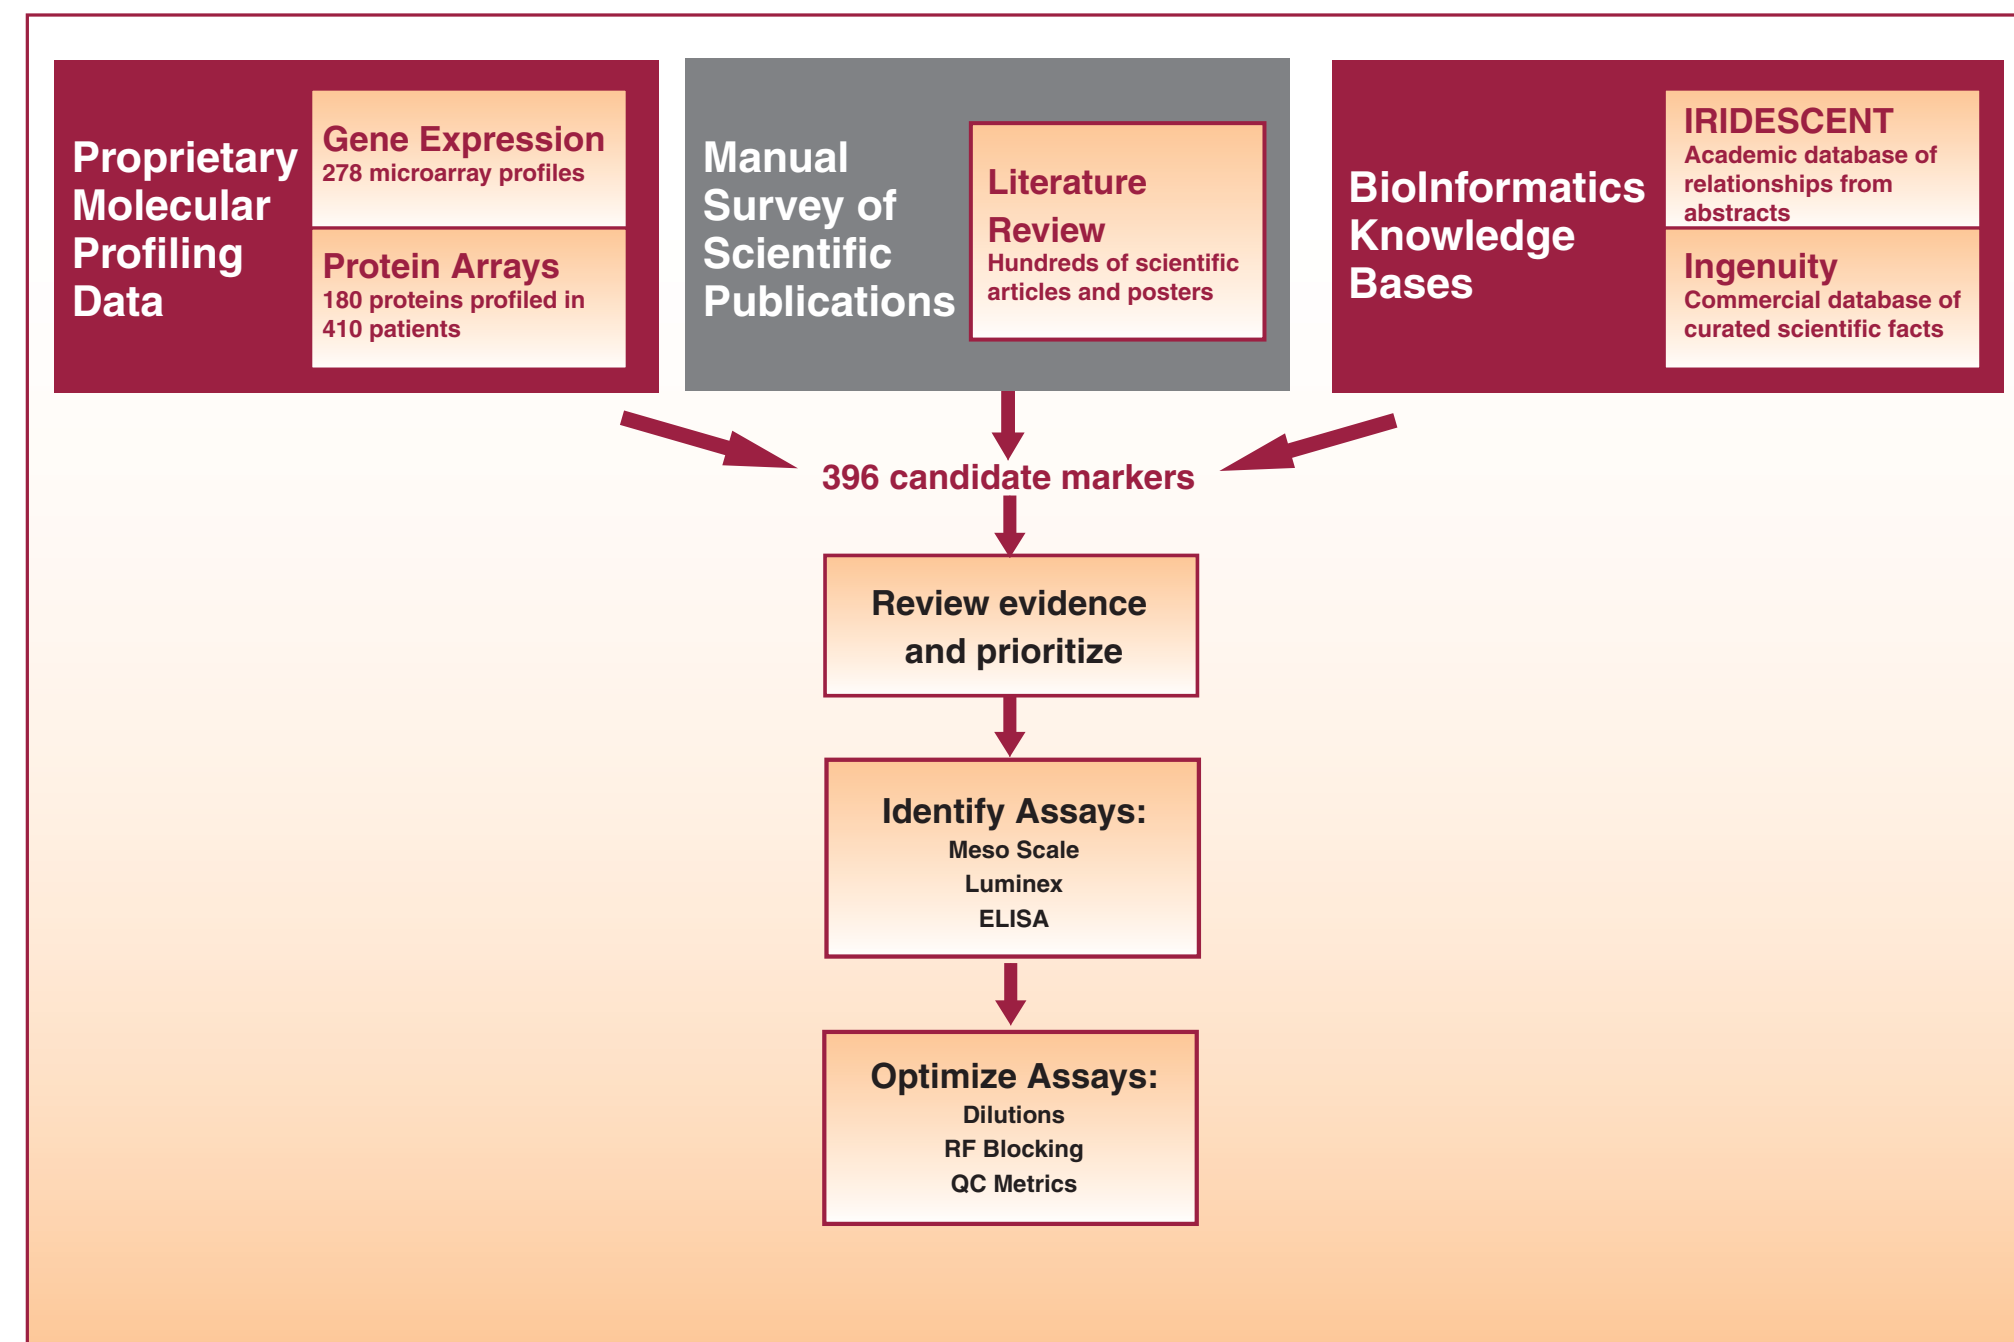 Proprietary
Molecular
Profiling
Data
Gene Expression
278 microarray profiles
Protein Arrays
180 proteins profiled in
410 patients
Manual
Survey of
Scientific
Publications
Literature
Review
Hundreds of scientific
articles and posters
BioInformatics
Knowledge
Bases
IRIDESCENT
Academic database of
relationships from
abstracts
Ingenuity
Commercial database of
curated scientific facts
396 candidate markers
Review evidence
and prioritize
Identify Assays:
Meso Scale
Luminex
ELISA
Optimize Assays:
Dilutions
RF Blocking
QC Metrics